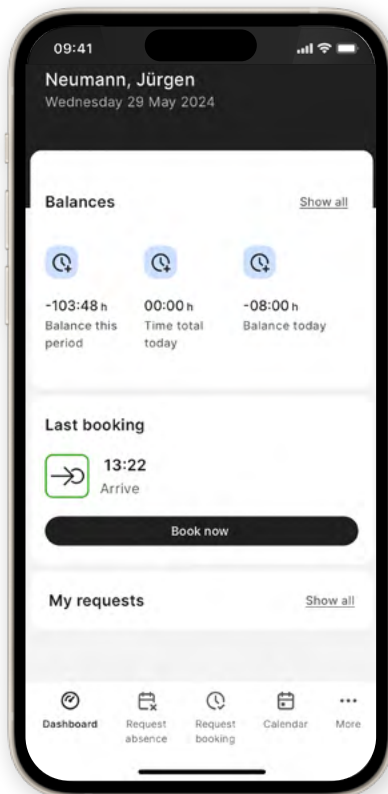 09:41
Neumann, Jürgen
Wednesday 29 May 2024
Balances Show all
-103:48 h 00:00 h -08:00 h
Balance this Time total Balance today
period today
Last booking
13:22
Arrive
Book now
My requests Show all
Dashboard Request Request Calendar More
absence booking